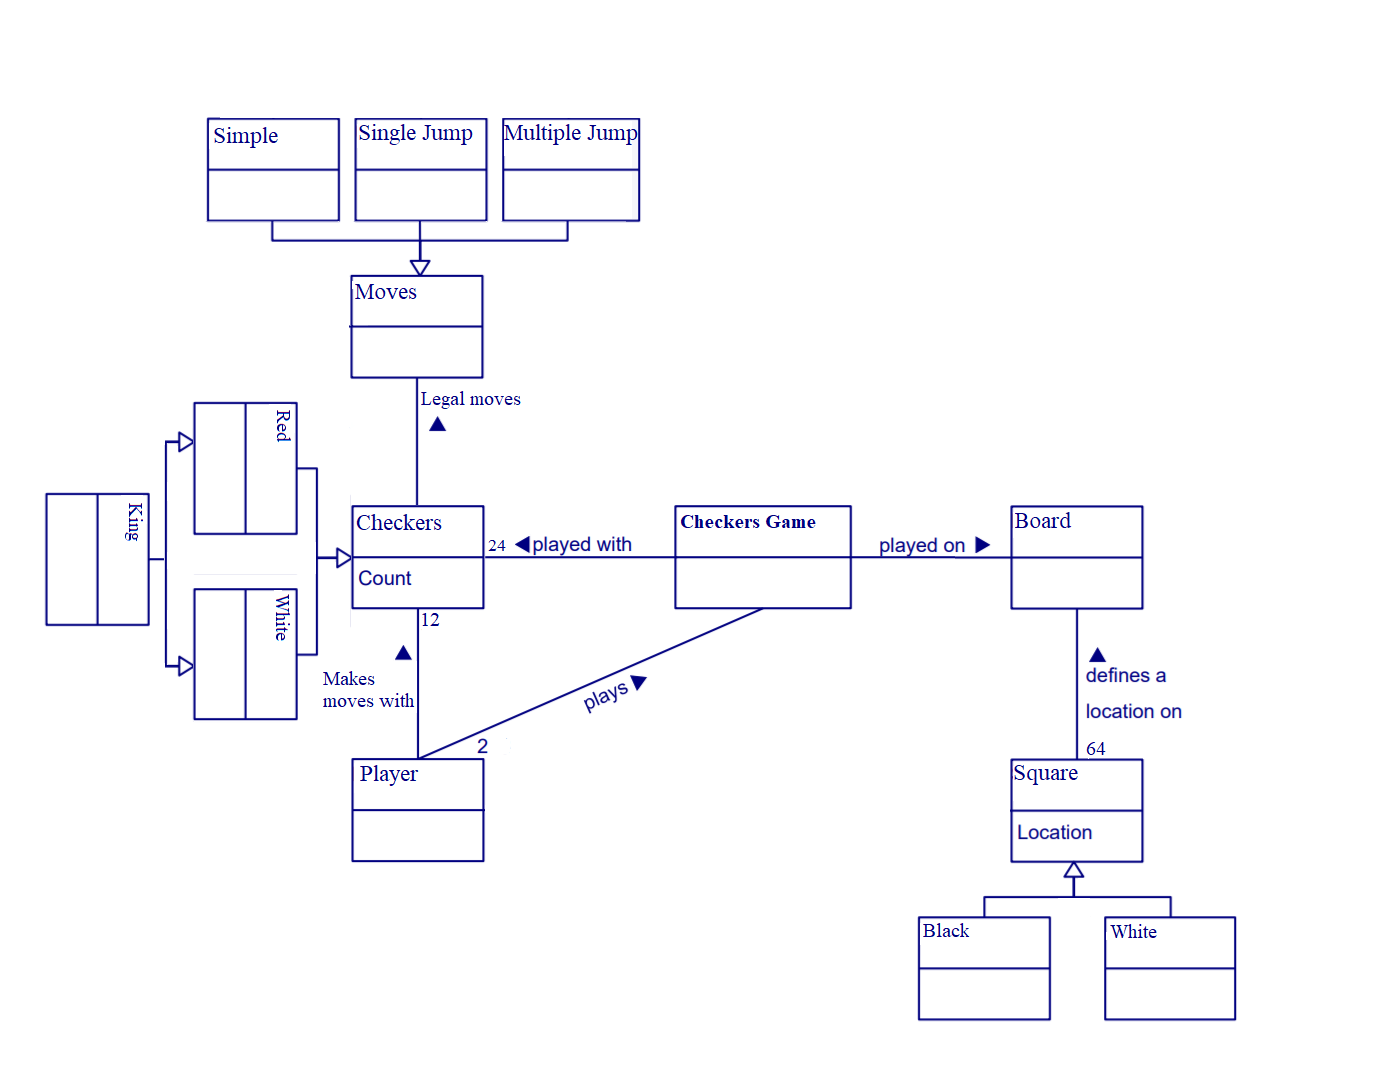 Simple
Single Jump
Multiple Jump
Moves
Legal moves
Red
King
White
Checkers
Count
24
played with
Checkers Game
played on
Board
12
Makes
moves with
plays
2
Player
defines a
location on
64
Square
Location
Black
White